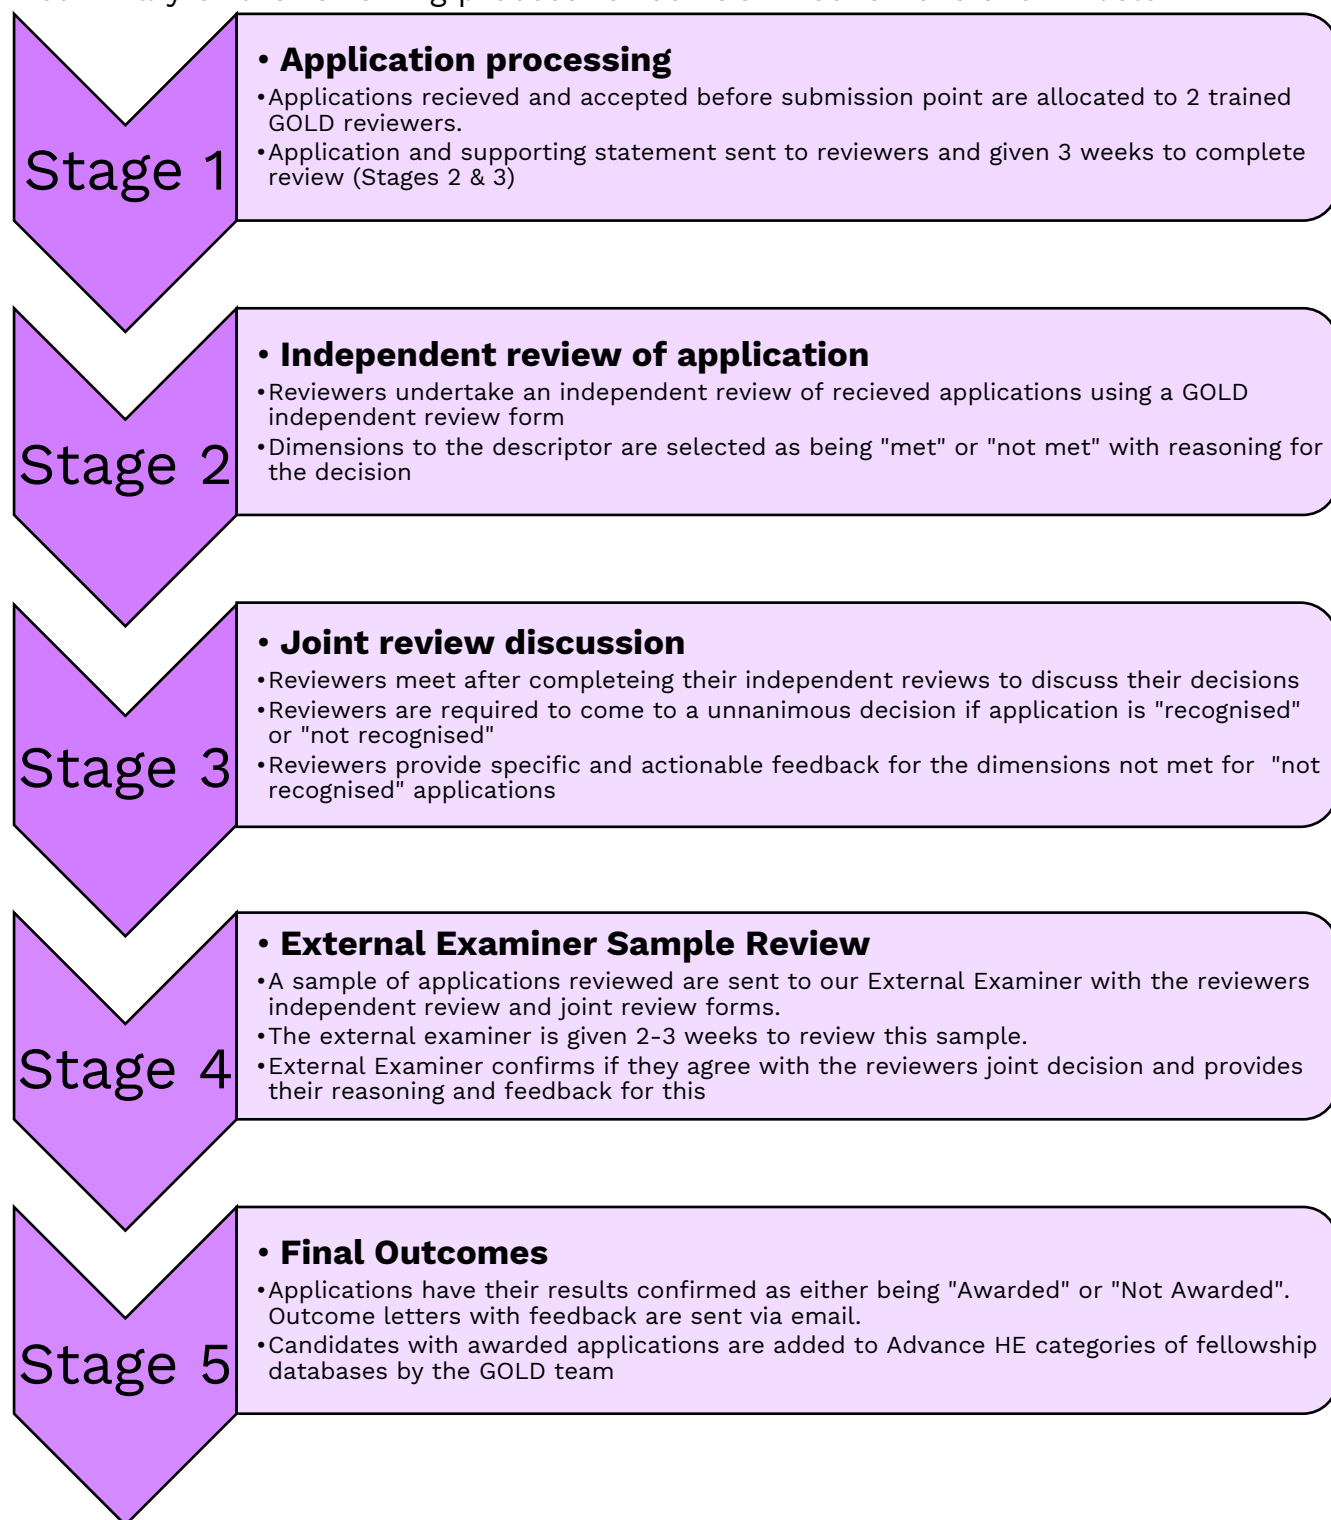 Stage 1
• Application processing
•Applications recieved and accepted before submission point are allocated to 2 trained
GOLD reviewers.
•Application and supporting statement sent to reviewers and given 3 weeks to complete
review (Stages 2 & 3)
Stage 2
• Independent review of application
•Reviewers undertake an independent review of recieved applications using a GOLD
independent review form
•Dimensions to the descriptor are selected as being "met" or "not met" with reasoning for
the decision
Stage 3
• Joint review discussion
•Reviewers meet after completeing their independent reviews to discuss their decisions
•Reviewers are required to come to a unnanimous decision if application is "recognised"
or "not recognised"
•Reviewers provide specific and actionable feedback for the dimensions not met for  "not
recognised" applications
Stage 4
• External Examiner Sample Review
•A sample of applications reviewed are sent to our External Examiner with the reviewers
independent review and joint review forms.
•The external examiner is given 2-3 weeks to review this sample.
•External Examiner confirms if they agree with the reviewers joint decision and provides
their reasoning and feedback for this
Stage 5
• Final Outcomes
•Applications have their results confirmed as either being "Awarded" or "Not Awarded".
Outcome letters with feedback are sent via email.
•Candidates with awarded applications are added to Advance HE categories of fellowship
databases by the GOLD team